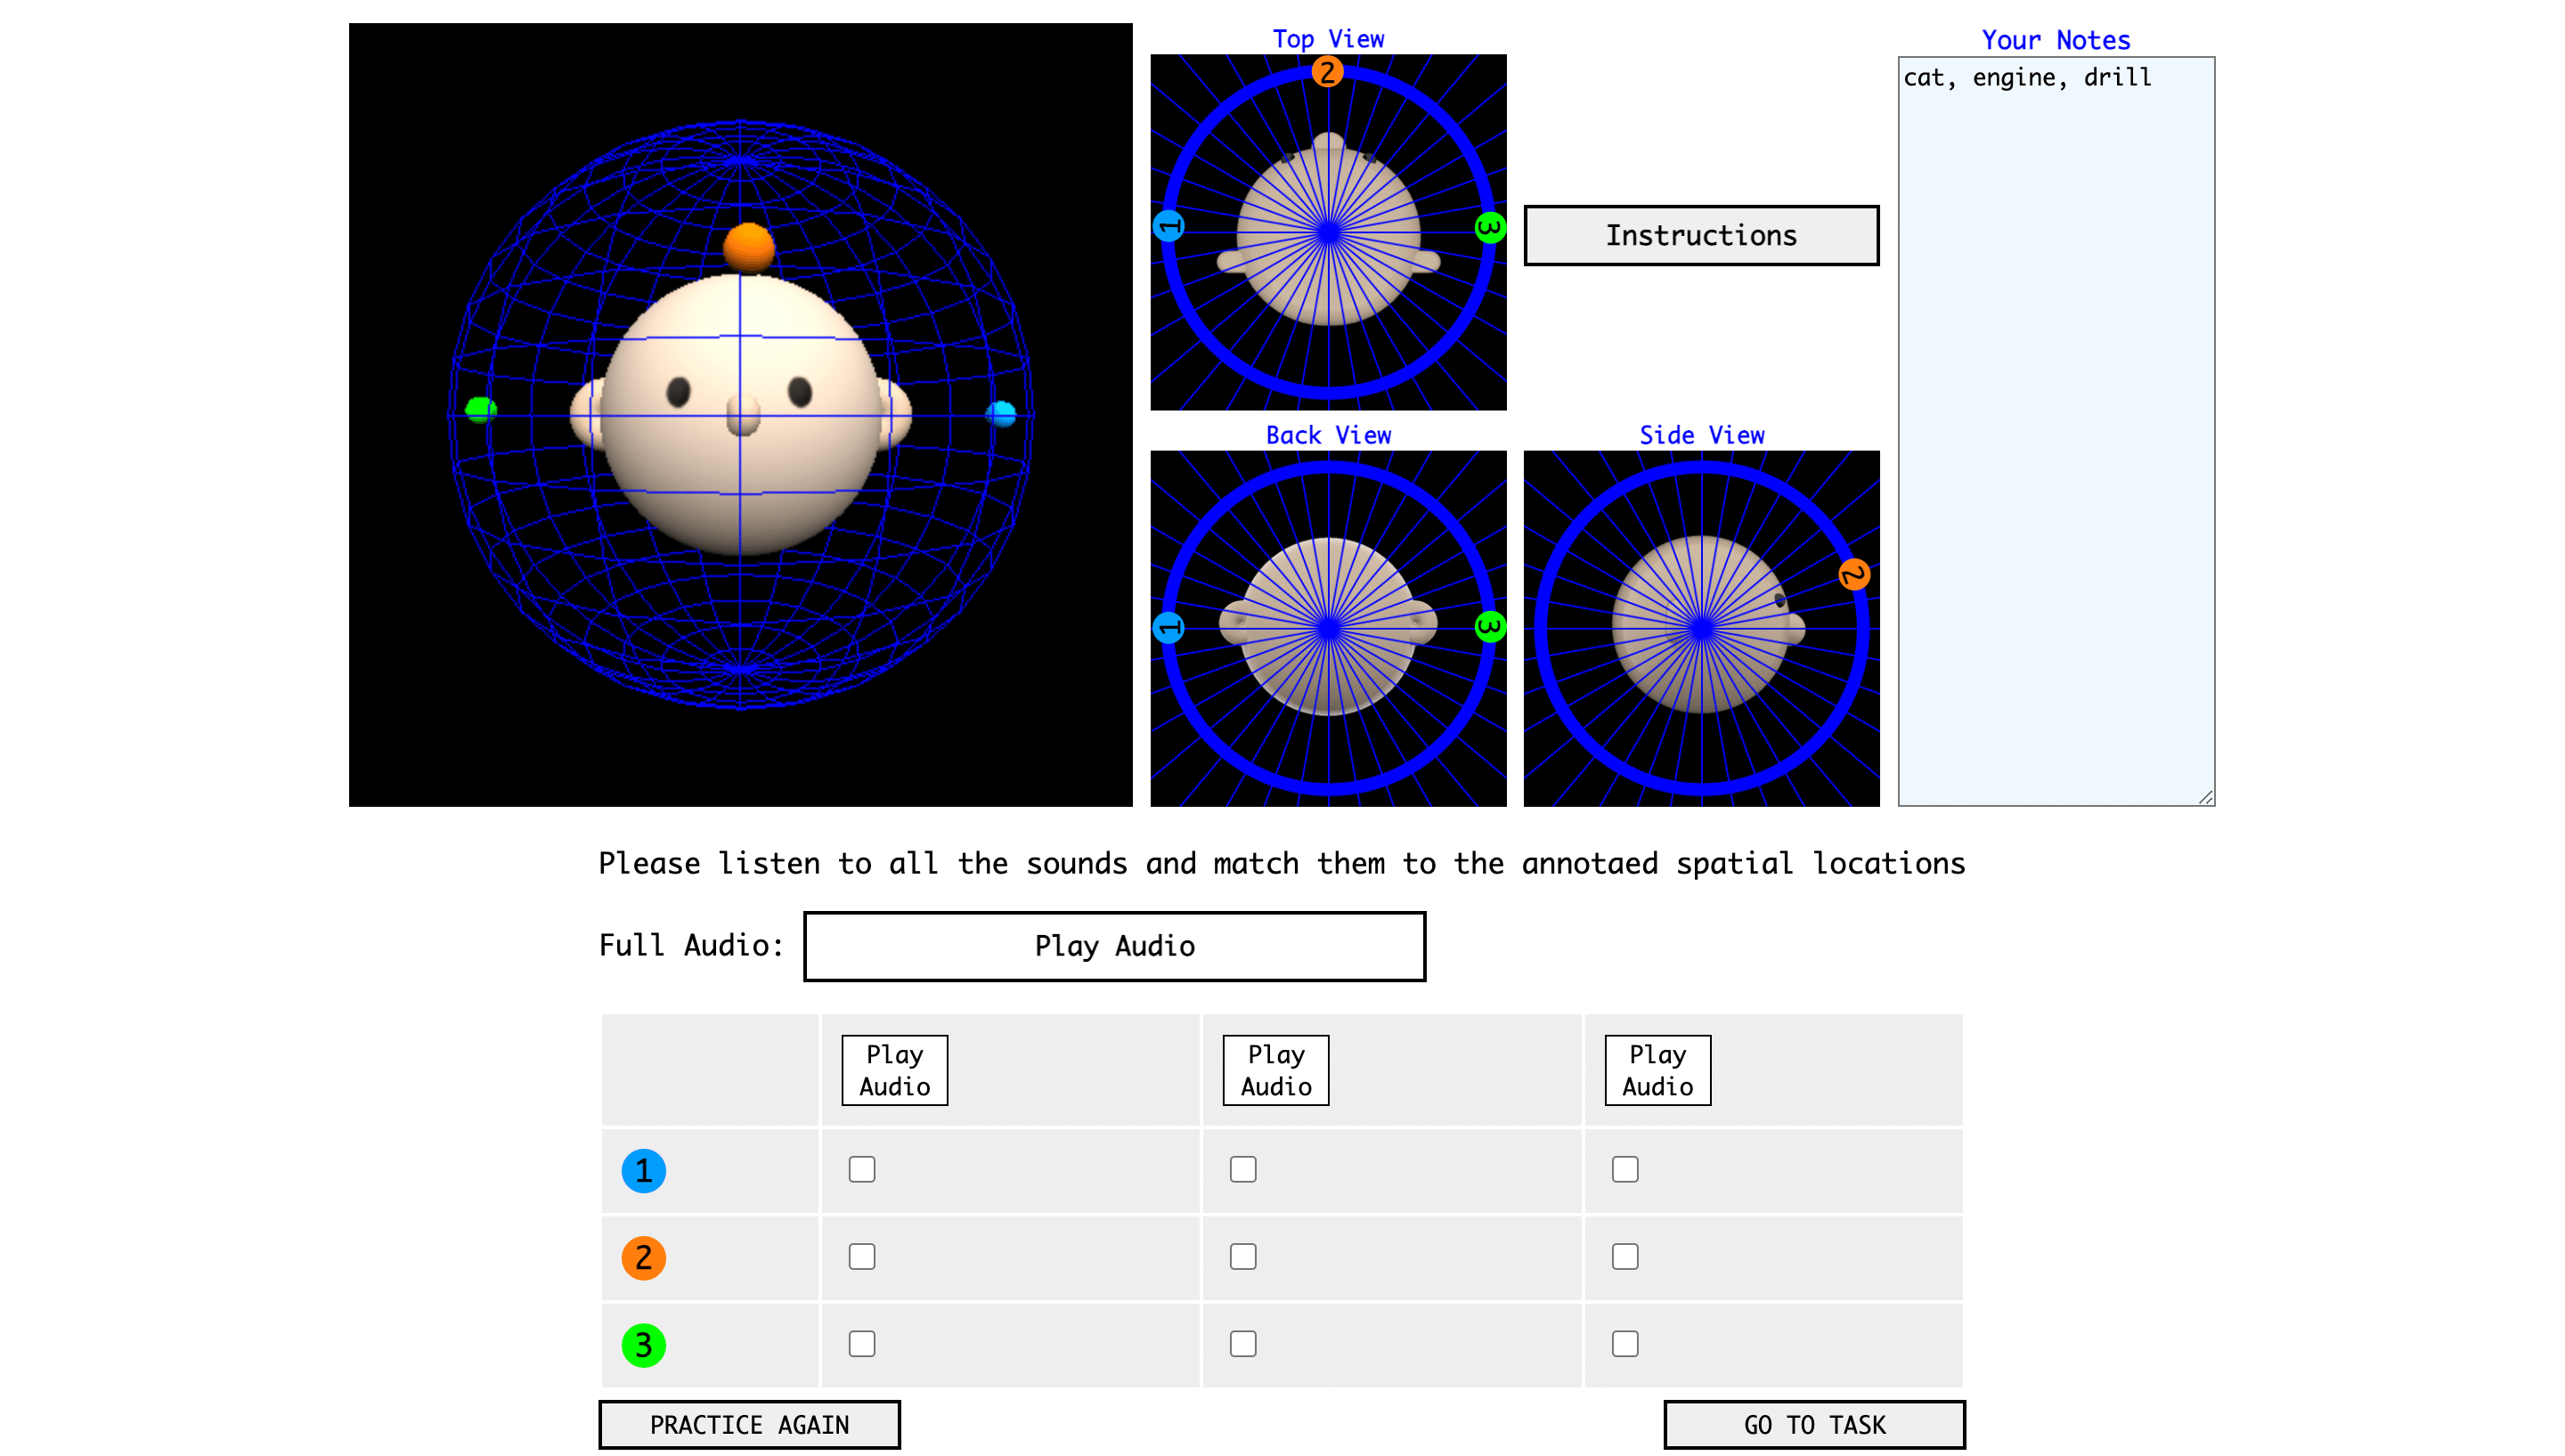 Top View
2
1
3
Back View
1
3
Side View
2
Instructions
Your Notes
cat, engine, drill
Please listen to all the sounds and match them to the annotaed spatial locations
Full Audio:
Play Audio
Play
Audio
Play
Audio
Play
Audio
1
2
3
PRACTICE AGAIN
GO TO TASK